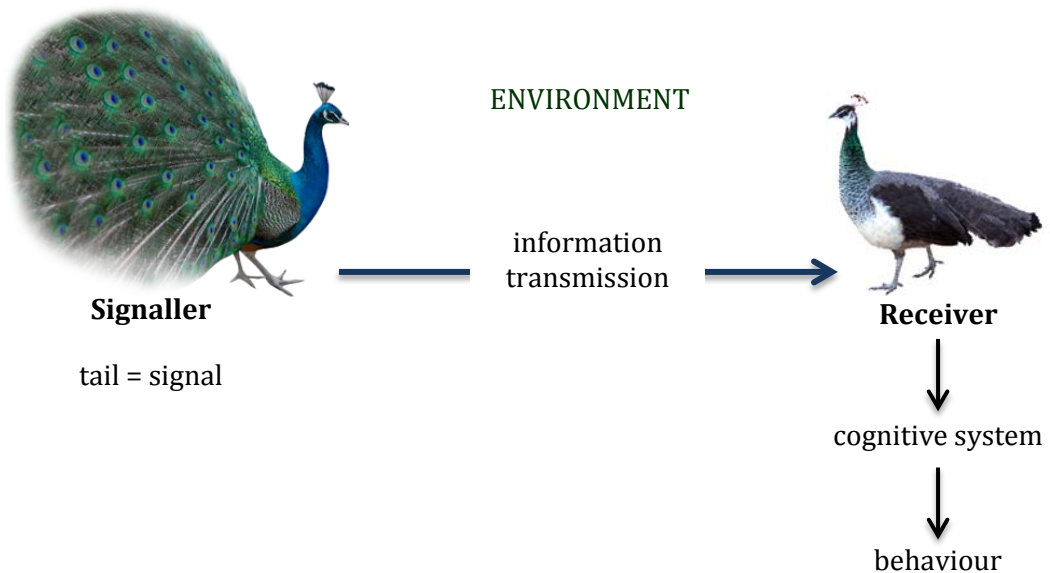 ENVIRONMENT
information
transmission
Signaller
Receiver
tail = signal
cognitive system
behaviour